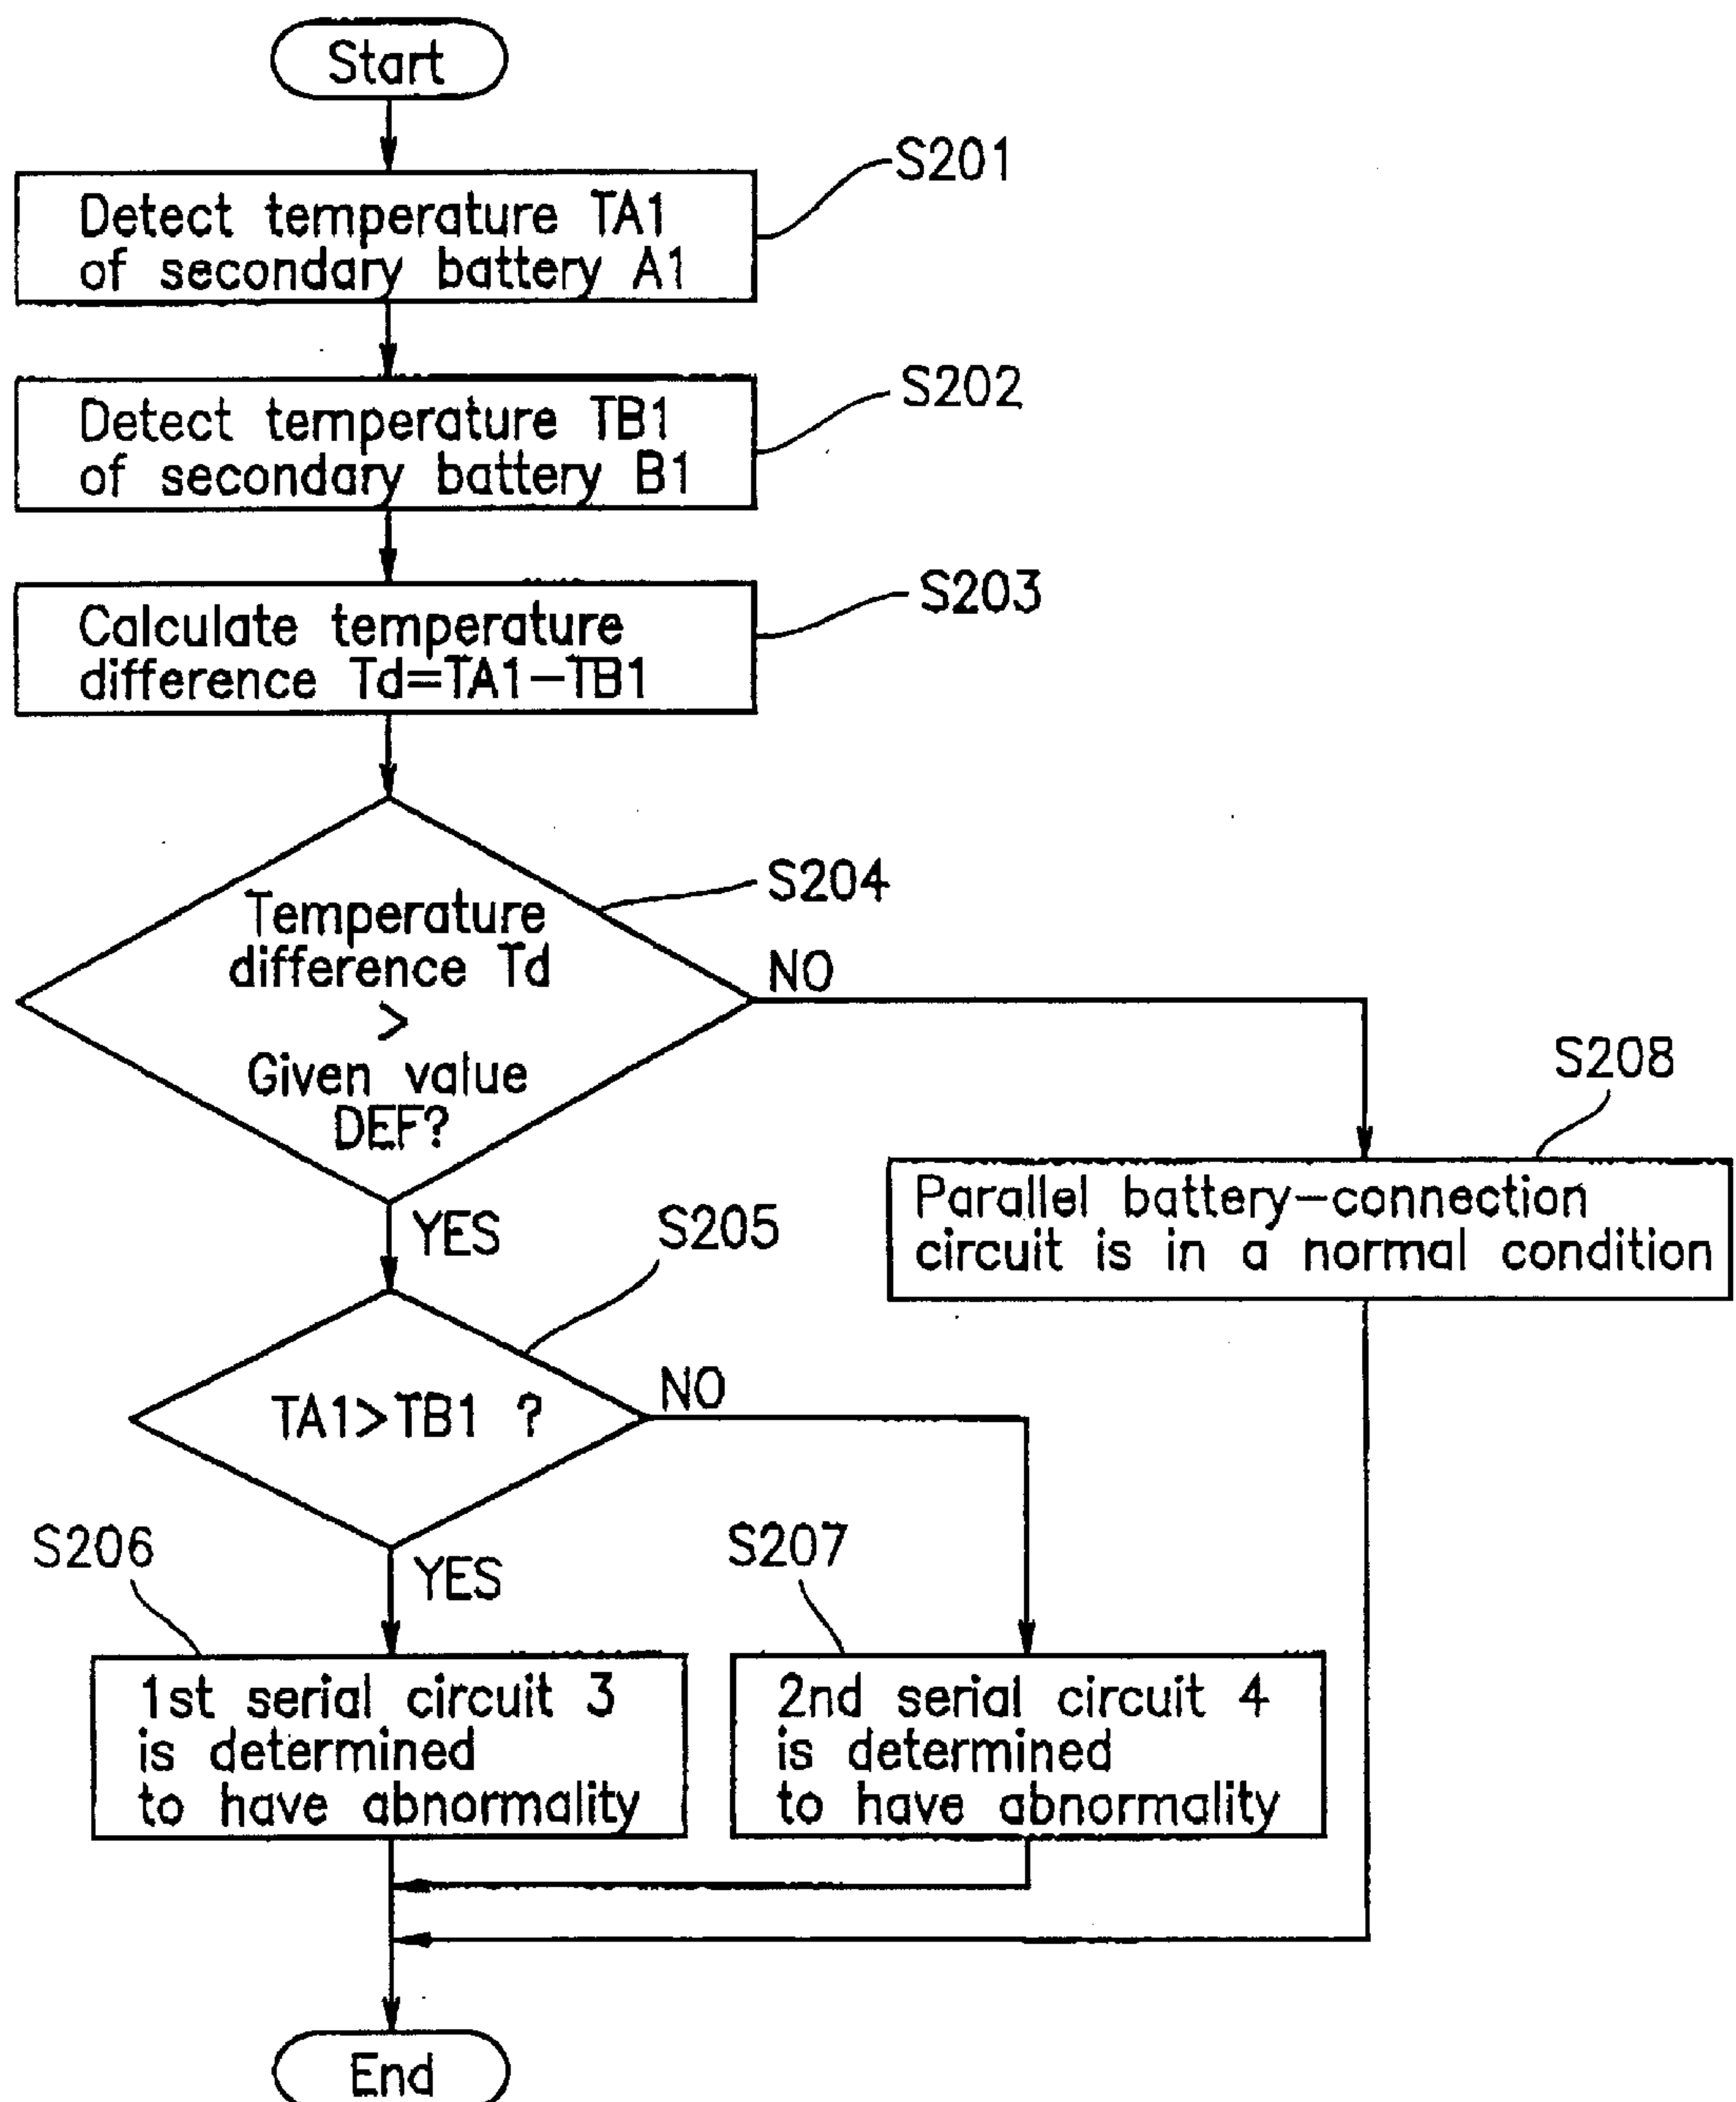 Start
S201
Detect temperature TA1
of secondary battery A1
S202
Detect temperature TB1
of secondary battery B1
S203
Calculate temperature
difference Td=TA1-TB1
S204
Temperature
difference Td
>
Given value
DEF?
NO
YES
S208
Parallel battery-connection
circuit is in a normal condition
S205
TA1>TB1 ?
NO
YES
S206
1st serial circuit 3
is determined
to have abnormality
S207
2nd serial circuit 4
is determined
to have abnormality
End